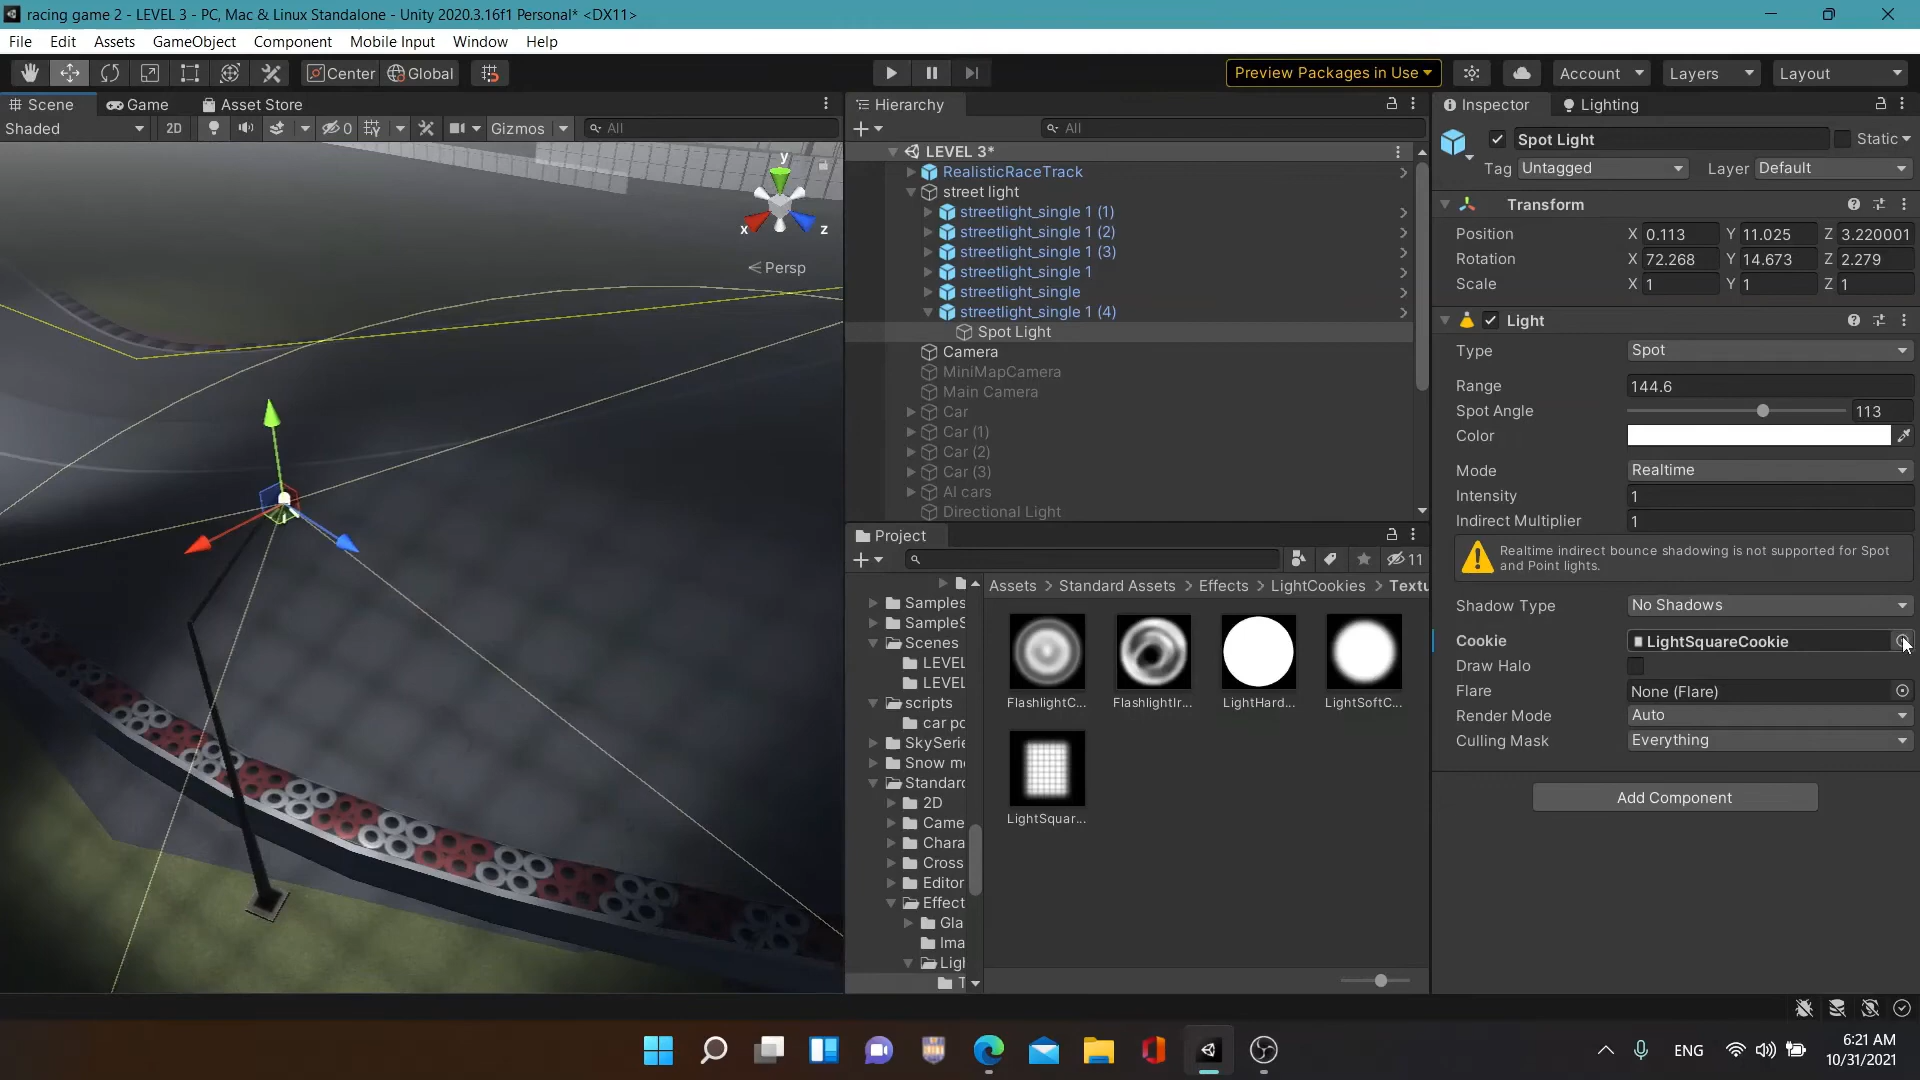 racing game 2 - LEVEL 3 - PC, Mac & Linux Standalone - Unity 2020.3.16f1 Personal* <DX11>
File Edit Assets GameObject Component Mobile Input Window Help
Center Global Preview Packages in Use Account Layers Layout
Scene Game Asset Store
Shaded 2D 0 Gizmos All
y
x z
Persp
Hierarchy
All
LEVEL 3*
RealisticRaceTrack
street light
streetlight_single 1 (1)
streetlight_single 1 (2)
streetlight_single 1 (3)
streetlight_single 1
streetlight_single
streetlight_single 1 (4)
Spot Light
Camera
MiniMapCamera
Main Camera
Car
Car (1)
Car (2)
Car (3)
AI cars
Directional Light
Project
11
Samples
SampleS
Scenes
LEVEL
LEVEL
scripts
car po
SkySerie
Snow mo
Standard
2D
Came
Chara
Cross
Editor
Effect
Gla
Ima
Ligh
T
Assets > Standard Assets > Effects > LightCookies > Textu
FlashlightC... FlashlightIr... LightHard... LightSoftC...
LightSquar...
Inspector Lighting
Spot Light Static
Tag Untagged Layer Default
Transform
Position X 0.113 Y 11.025 Z 3.220001
Rotation X 72.268 Y 14.673 Z 2.279
Scale X 1 Y 1 Z 1
Light
Type Spot
Range 144.6
Spot Angle 113
Color
Mode Realtime
Intensity 1
Indirect Multiplier 1
Realtime indirect bounce shadowing is not supported for Spot
and Point lights.
Shadow Type No Shadows
Cookie LightSquareCookie
Draw Halo
Flare None (Flare)
Render Mode Auto
Culling Mask Everything
Add Component
ENG
6:21 AM
10/31/2021